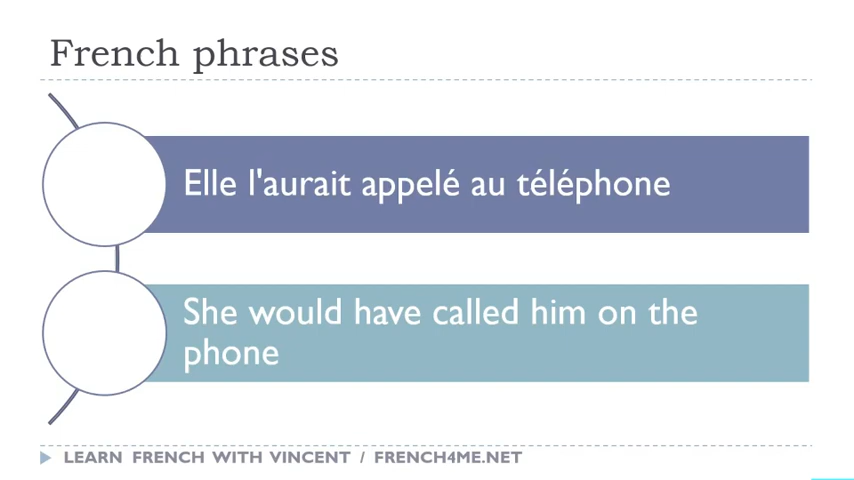 French phrases
Elle l'aurait appelé au téléphone
She would have called him on the
phone
LEARN FRENCH WITH VINCENT / FRENCH4ME.NET